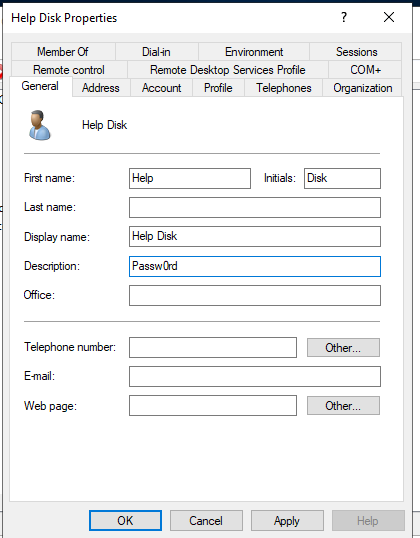 Help Disk Properties ? ×
Member Of Dial-in Environment Sessions
Remote control Remote Desktop Services Profile COM+
General Address Account Profile Telephones Organization
Help Disk
First name: Help Initials: Disk
Last name:
Display name: Help Disk
Description: Passw0rd
Office:
Telephone number: Other...
E-mail:
Web page: Other...
OK Cancel Apply Help